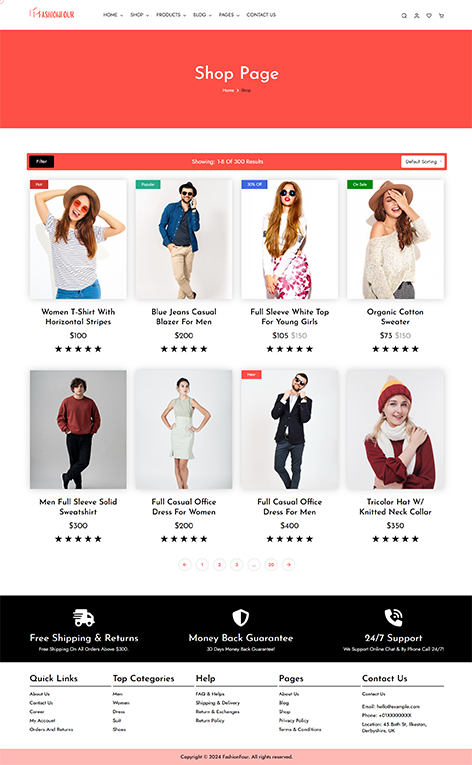 FASHIONFOUR
HOME SHOP PRODUCTS BLOG PAGES CONTACT US
Shop Page
Home > Shop
Filter
Showing: 1-8 Of 300 Results
Default Sorting
Hot
Popular
30% Off
On Sale
Women T-Shirt With
Horizontal Stripes
$100
Blue Jeans Casual
Blazer For Men
$200
Full Sleeve White Top
For Young Girls
$105 $150
Organic Cotton
Sweater
$73 $150
New
Men Full Sleeve Solid
Sweatshirt
$300
Full Casual Office
Dress For Women
$200
Full Casual Office
Dress For Men
$400
Tricolor Hat W/
Knitted Neck Collar
$350
1 2 3 ... 20
Free Shipping & Returns
Free Shipping On All Orders Above $300.
Money Back Guarantee
30 Days Money Back Guarantee!
24/7 Support
We Support Online Chat & By Phone Call 24/7!
Quick Links
About Us
Contact Us
Career
My Account
Orders And Returns
Top Categories
Men
Women
Dress
Suit
Shoes
Help
FAQ & Helps
Shipping & Delivery
Return & Exchanges
Return Policy
Pages
About Us
Blog
Shop
Privacy Policy
Terms & Conditions
Contact Us
Contact Us
Email: hello@example.com
Phone: +01XXXXXXXX
Location: 45 Bath St, Ilkeston,
Derbyshire, UK
Copyright © 2024 FashionFour. All rights reserved.